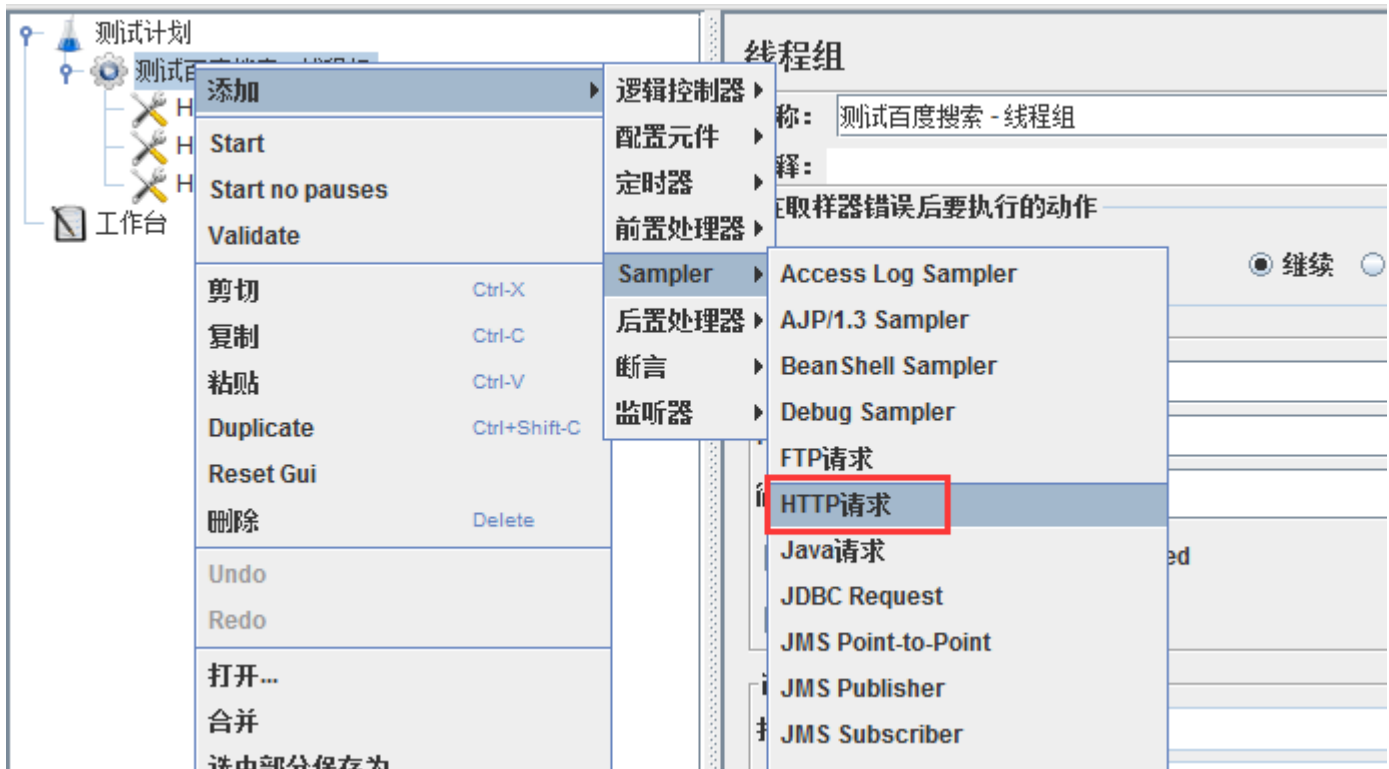 测试计划
测试百度搜索 - 线程组
H
H
H
工作台
添加
Start
Start no pauses
Validate
剪切 Ctrl-X
复制 Ctrl-C
粘贴 Ctrl-V
Duplicate Ctrl+Shift-C
Reset Gui
删除 Delete
Undo
Redo
打开...
合并
选中部分保存为
逻辑控制器
配置元件
定时器
前置处理器
Sampler
后置处理器
断言
监听器
Access Log Sampler
AJP/1.3 Sampler
BeanShell Sampler
Debug Sampler
FTP请求
HTTP请求
Java请求
JDBC Request
JMS Point-to-Point
JMS Publisher
JMS Subscriber
线程组
称: 测试百度搜索 - 线程组
释:
在取样器错误后要执行的动作
继续
ed